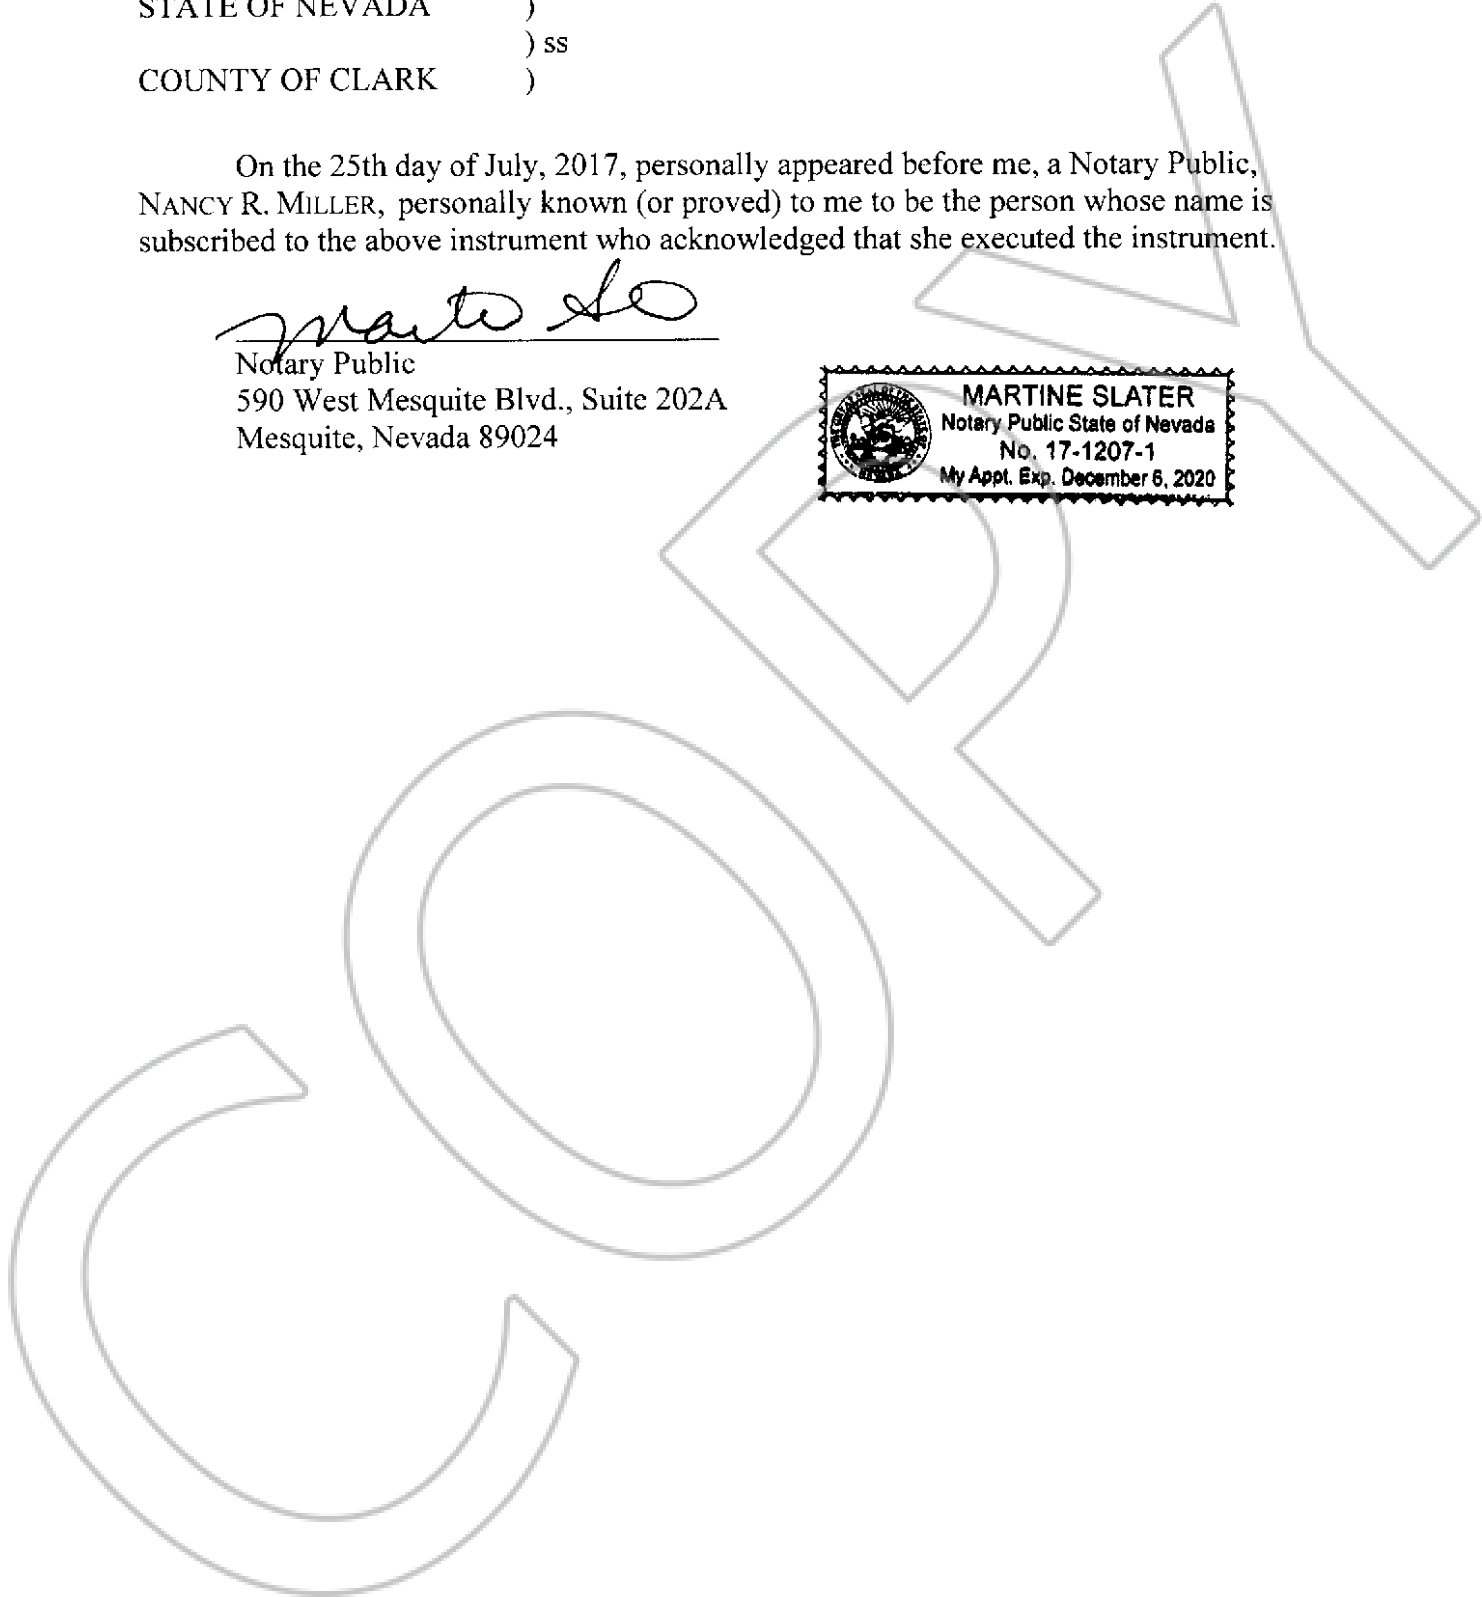 STATE OF NEVADA )
) ss
COUNTY OF CLARK )
On the 25th day of July, 2017, personally appeared before me, a Notary Public,
NANCY R. MILLER, personally known (or proved) to me to be the person whose name is
subscribed to the above instrument who acknowledged that she executed the instrument.
Notary Public
590 West Mesquite Blvd., Suite 202A
Mesquite, Nevada 89024
MARTINE SLATER
Notary Public State of Nevada
No. 17-1207-1
My Appt. Exp. December 6, 2020
COPY